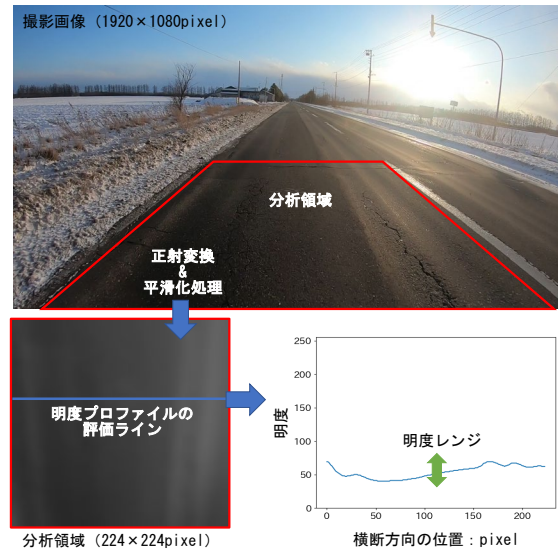 撮影画像（1920×1080pixel）
分析領域
正射変換
&
平滑化処理
明度プロファイルの
評価ライン
分析領域（224×224pixel）
250
200
150
100
50
0
明度
明度レンジ
0
50
100
150
200
横断方向の位置：pixel